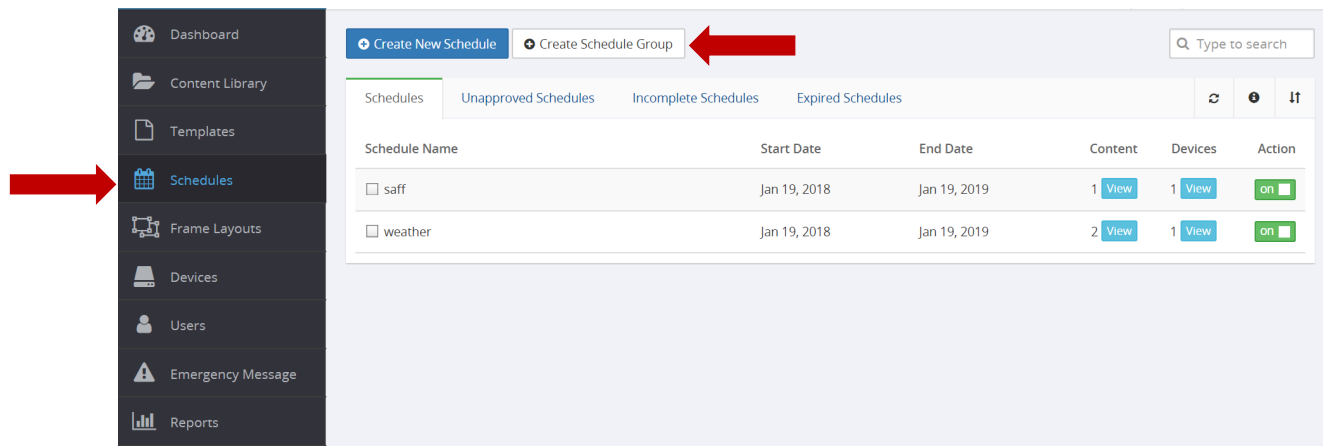 Dashboard
Content Library
Templates
Schedules
Frame Layouts
Devices
Users
Emergency Message
Reports
Create New Schedule Create Schedule Group Type to search
Schedules Unapproved Schedules Incomplete Schedules Expired Schedules
Schedule Name Start Date End Date Content Devices Action
saff Jan 19, 2018 Jan 19, 2019 1 View 1 View on
weather Jan 19, 2018 Jan 19, 2019 2 View 1 View on